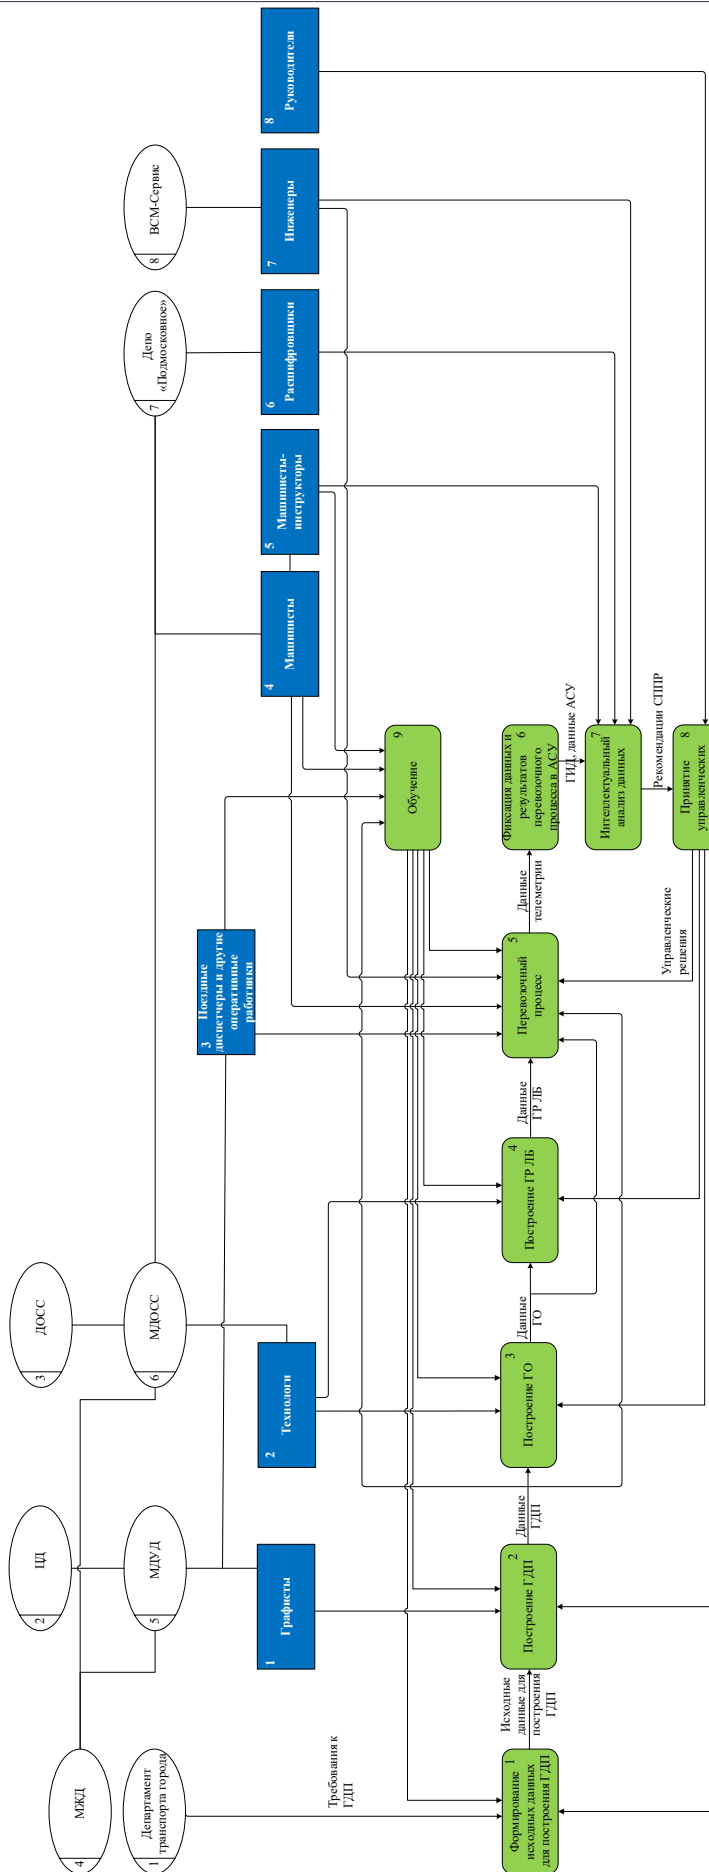 4
МЖД
1
Департамент
транспорта города
2
ЦД
5
МДУД
3
ДОСС
6
МДОСС
7
Депо
«Подмосковное»
8
ВСМ-Сервис
1
Графисты
2
Технологи
3
Поездные
диспетчеры и другие
оперативные
работники
4
Машинисты
5
Машинисты-
инструкторы
6
Расшифровщики
7
Инженеры
8
Руководители
Требования к
ГДП
1
Формирование
исходных данных
для построения ГДП
Исходные
данные для
построения
ГДП
2
Построение ГДП
Данные
ГДП
3
Построение ГО
Данные
ГО
4
Построение ГР ЛБ
Данные
ГР ЛБ
5
Перевозочный
процесс
Данные
телеметрии
6
Фиксация данных и
результатов
перевозочного
процесса в АСУ
ГИД, данные АСУ
7
Интеллектуальный
анализ данных
Рекомендации СППР
8
Принятие
управленческих
Управленческие
решения
9
Обучение